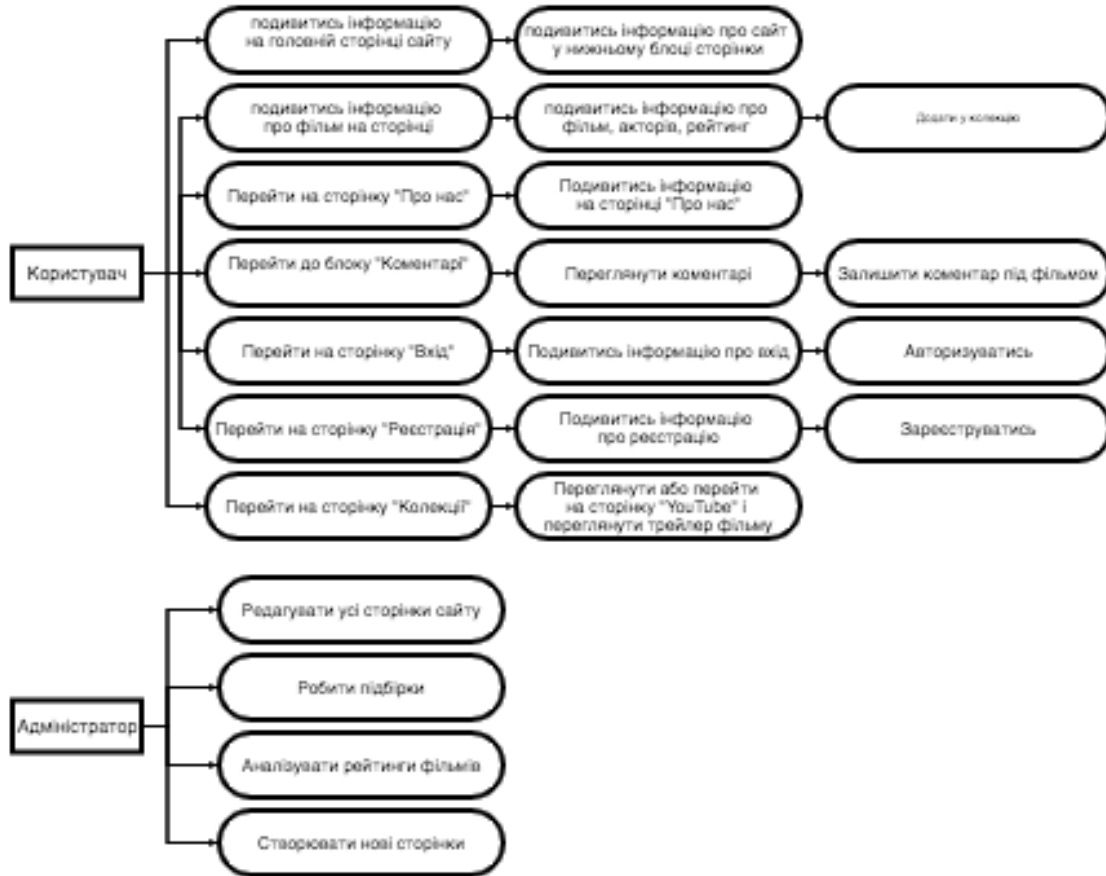 подивитись інформацію
на головній сторінці сайту
подивитись інформацію про сайт
у нижньому блоці сторінки
подивитись інформацію
про фільм на сторінці
подивитись інформацію про
фільм, акторів, рейтинг
Додати у колекцію
Перейти на сторінку "Про нас"
Подивитись інформацію
на сторінці "Про нас"
Користувач
Перейти до блоку "Коментарі"
Переглянути коментарі
Залишити коментар під фільмом
Перейти на сторінку "Вхід"
Подивитись інформацію про вхід
Авторизуватись
Перейти на сторінку "Реєстрація"
Подивитись інформацію
про реєстрацію
Зареєструватись
Перейти на сторінку "Колекції"
Переглянути або перейти
на сторінку "YouTube" і
переглянути трейлер фільму
Адміністратор
Редагувати усі сторінки сайту
Робити підбірки
Аналізувати рейтинги фільмів
Створювати нові сторінки